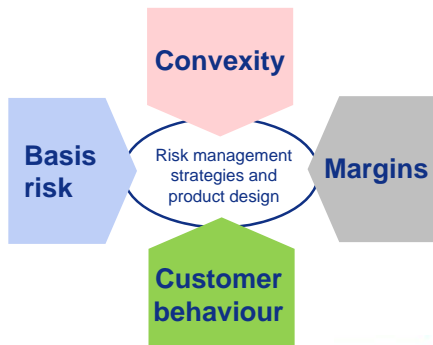 Convexity
Basis
risk
Risk management
strategies and
product design
Margins
Customer
behaviour